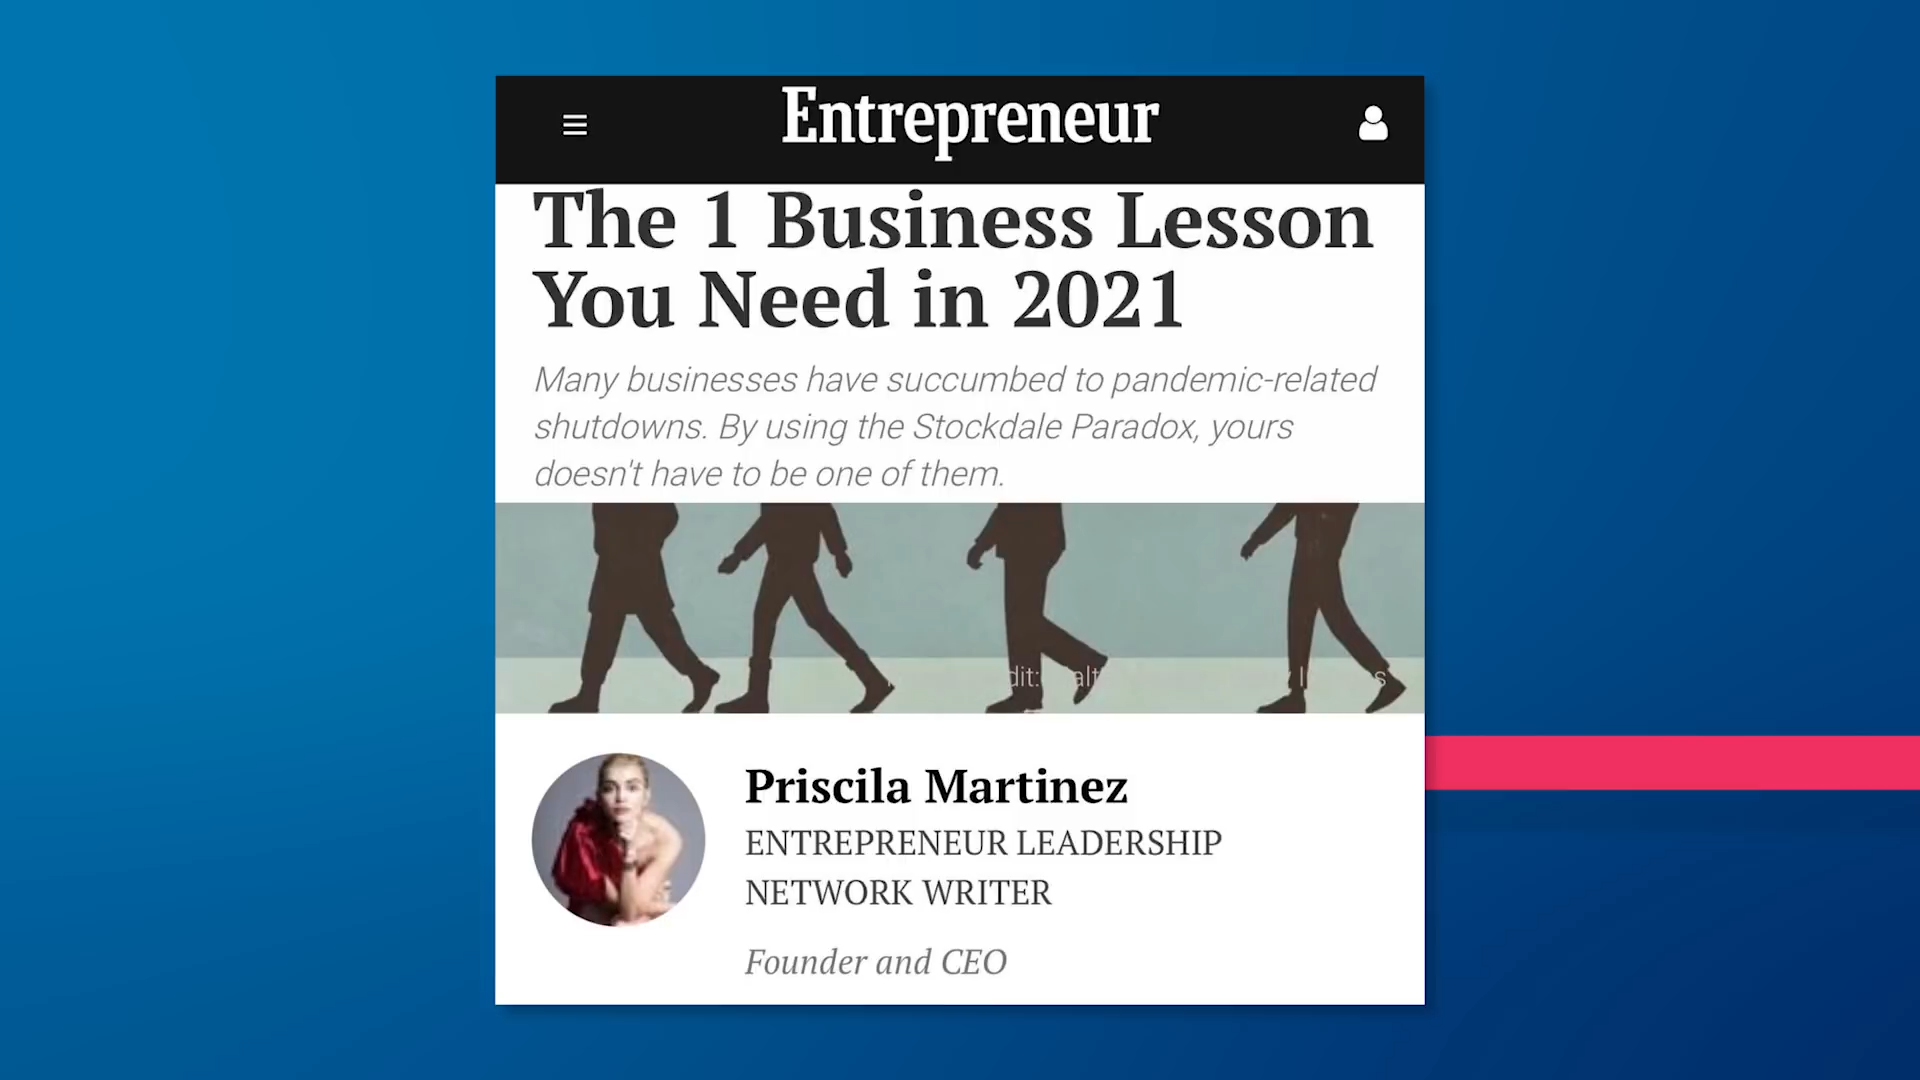 Entrepreneur
The 1 Business Lesson
You Need in 2021
Many businesses have succumbed to pandemic-related
shutdowns. By using the Stockdale Paradox, yours
doesn't have to be one of them.
Priscila Martinez
ENTREPRENEUR LEADERSHIP
NETWORK WRITER
Founder and CEO